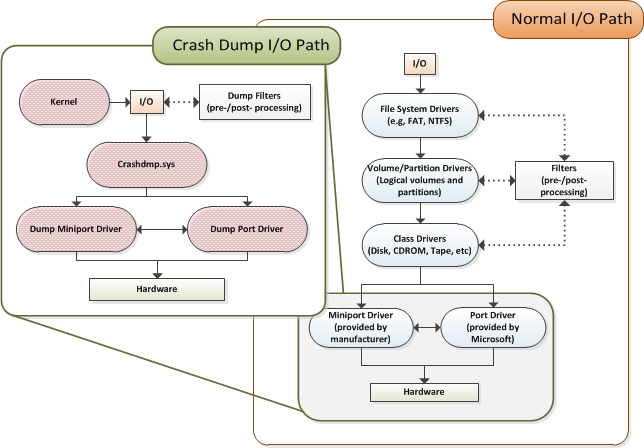 Normal I/O Path
Crash Dump I/O Path
Kernel
I/O
Dump Filters
(pre-/post- processing)
Crashdmp.sys
Dump Miniport Driver
Dump Port Driver
Hardware
I/O
File System Drivers
(e.g, FAT, NTFS)
Volume/Partition Drivers
(Logical volumes and
partitions)
Filters
(pre-/post-
processing)
Class Drivers
(Disk, CDROM, Tape, etc)
Miniport Driver
(provided by
manufacturer)
Port Driver
(provided by
Microsoft)
Hardware